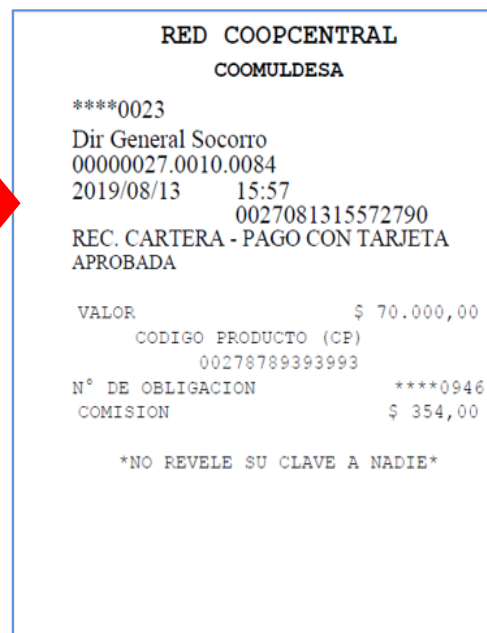 RED COOPCENTRAL
COOMULDESA
****0023
Dir General Socorro
00000027.0010.0084
2019/08/13 15:57
0027081315572790
REC. CARTERA - PAGO CON TARJETA
APROBADA
VALOR $ 70.000,00
CODIGO PRODUCTO (CP)
00278789393993
N° DE OBLIGACION ****0946
COMISION $ 354,00
*NO REVELE SU CLAVE A NADIE*